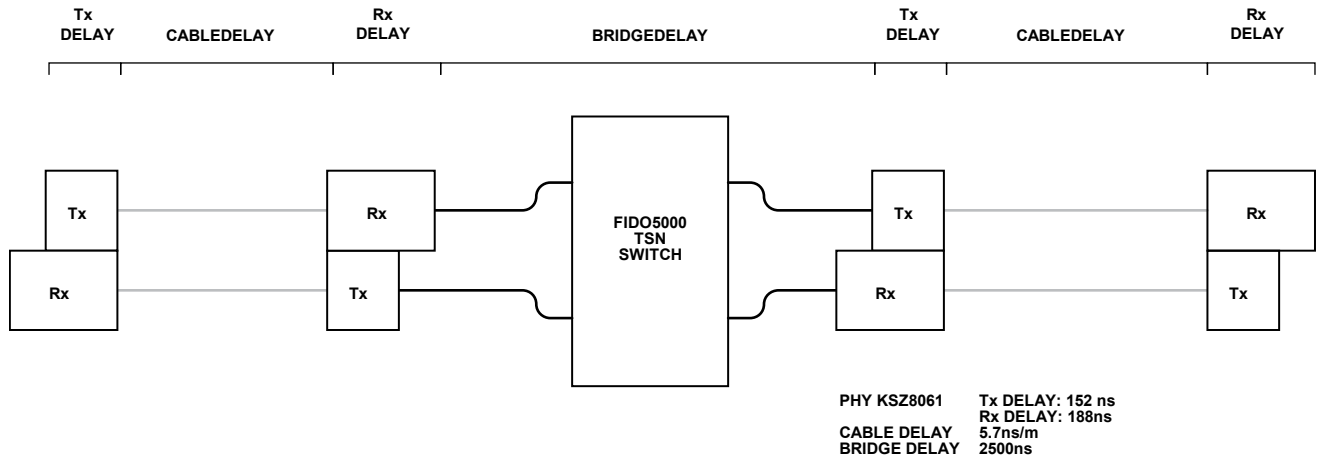 Tx DELAY
CABLEDELAY
Rx DELAY
BRIDGEDELAY
Tx DELAY
CABLEDELAY
Rx DELAY
Tx
Rx
FIDO5000
TSN
SWITCH
Tx
Rx
Rx
Tx
Rx
Tx
PHY KSZ8061 Tx DELAY: 152 ns
Rx DELAY: 188ns
CABLE DELAY 5.7ns/m
BRIDGE DELAY 2500ns